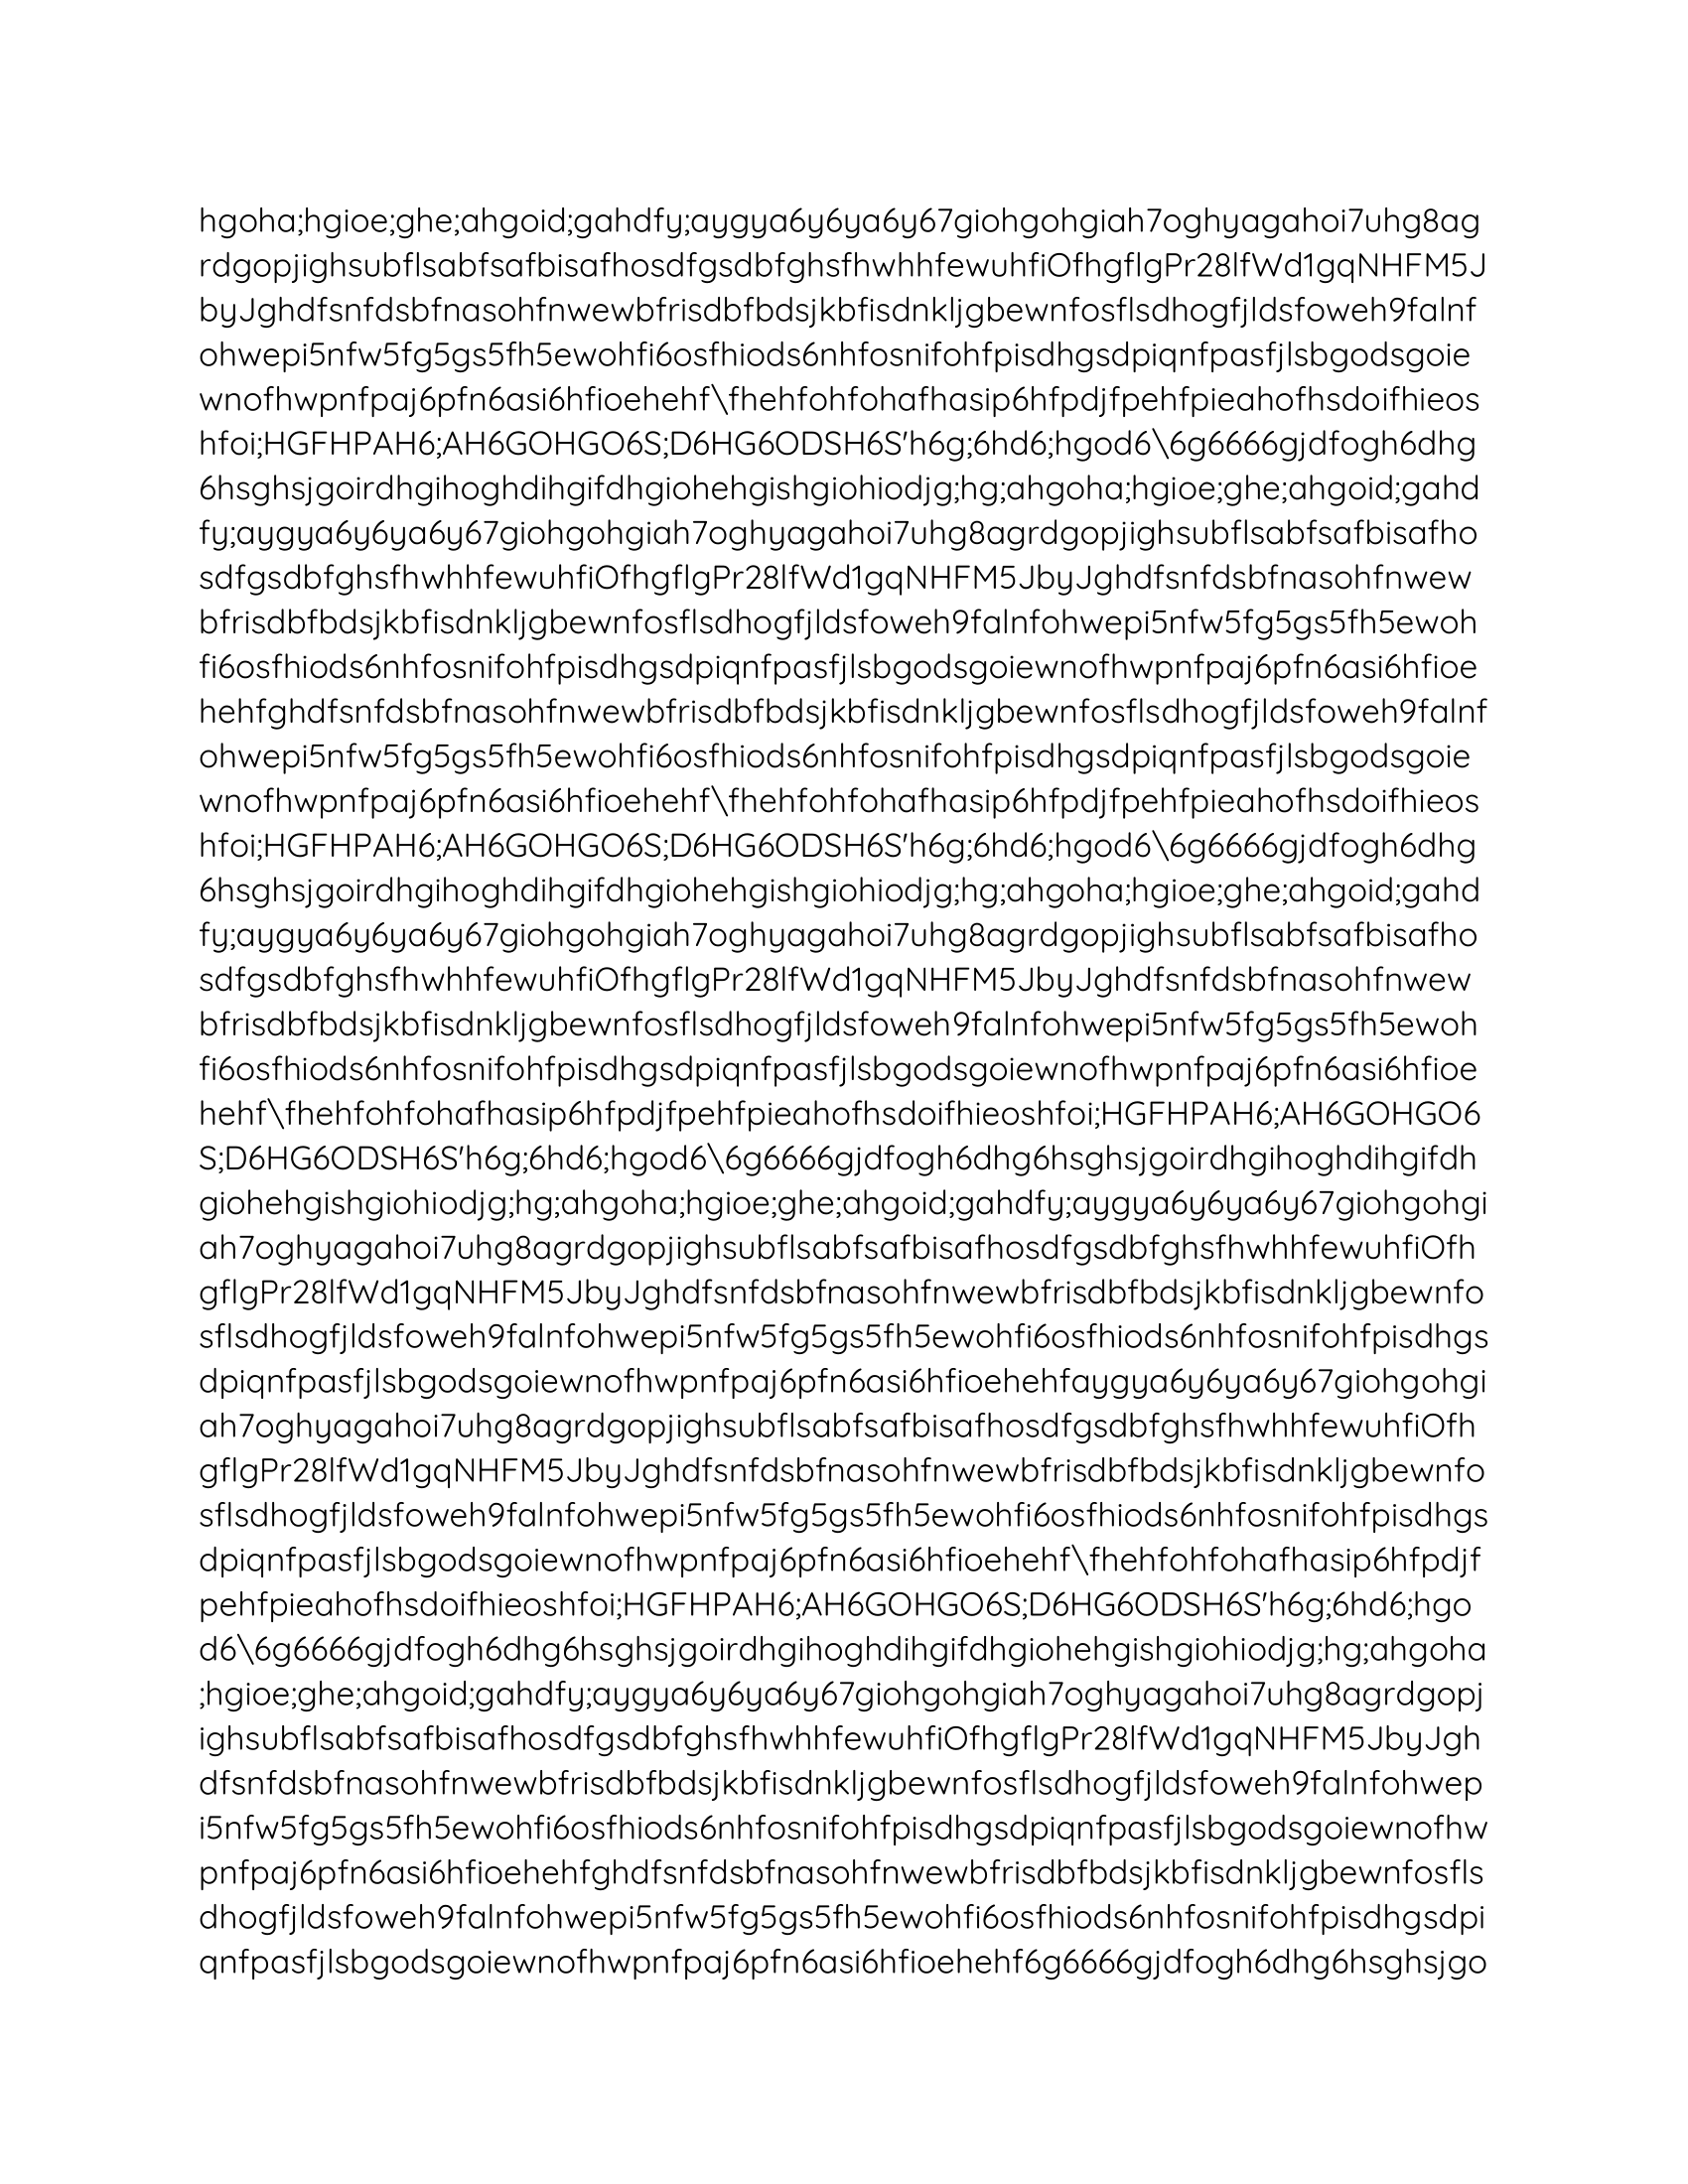 hgoha;hgioe;ghe;ahgoid;gahdfy;aygya6y6ya6y67giohgohgiah7oghyagahoi7uhg8ag
rdgopjighsubflsabfsafbisafhosdfgsdbfghsfhwhhfewuhfiOfhgflgPr28lfWd1gqNHFM5J
byJghdfsnfdsbfnasohfnwewbfrisdbfbdsjkbfisdnkljgbewnfosflsdhogfjldsfoweh9falnf
ohwepi5nfw5fg5gs5fh5ewohfi6osfhiods6nhfosnifohfpisdhgsdpiqnfpasfjlsbgodsgoie
wnofhwpnfpaj6pfn6asi6hfioehehf\fhehfohfohafhasip6hfpdjfpehfpieahofhsdoifhieos
hfoi;HGFHPAH6;AH6GOHGO6S;D6HG6ODSH6S'h6g;6hd6;hgod6\6g6666gjdfogh6dhg
6hsghsjgoirdhgihoghdihgifdhgiohehgishgiohiodjg;hg;ahgoha;hgioe;ghe;ahgoid;gahd
fy;aygya6y6ya6y67giohgohgiah7oghyagahoi7uhg8agrdgopjighsubflsabfsafbisafho
sdfgsdbfghsfhwhhfewuhfiOfhgflgPr28lfWd1gqNHFM5JbyJghdfsnfdsbfnasohfnwew
bfrisdbfbdsjkbfisdnkljgbewnfosflsdhogfjldsfoweh9falnfohwepi5nfw5fg5gs5fh5ewoh
fi6osfhiods6nhfosnifohfpisdhgsdpiqnfpasfjlsbgodsgoiewnofhwpnfpaj6pfn6asi6hfioe
hehfghdfsnfdsbfnasohfnwewbfrisdbfbdsjkbfisdnkljgbewnfosflsdhogfjldsfoweh9falnf
ohwepi5nfw5fg5gs5fh5ewohfi6osfhiods6nhfosnifohfpisdhgsdpiqnfpasfjlsbgodsgoie
wnofhwpnfpaj6pfn6asi6hfioehehf\fhehfohfohafhasip6hfpdjfpehfpieahofhsdoifhieos
hfoi;HGFHPAH6;AH6GOHGO6S;D6HG6ODSH6S'h6g;6hd6;hgod6\6g6666gjdfogh6dhg
6hsghsjgoirdhgihoghdihgifdhgiohehgishgiohiodjg;hg;ahgoha;hgioe;ghe;ahgoid;gahd
fy;aygya6y6ya6y67giohgohgiah7oghyagahoi7uhg8agrdgopjighsubflsabfsafbisafho
sdfgsdbfghsfhwhhfewuhfiOfhgflgPr28lfWd1gqNHFM5JbyJghdfsnfdsbfnasohfnwew
bfrisdbfbdsjkbfisdnkljgbewnfosflsdhogfjldsfoweh9falnfohwepi5nfw5fg5gs5fh5ewoh
fi6osfhiods6nhfosnifohfpisdhgsdpiqnfpasfjlsbgodsgoiewnofhwpnfpaj6pfn6asi6hfioe
hehf\fhehfohfohafhasip6hfpdjfpehfpieahofhsdoifhieoshfoi;HGFHPAH6;AH6GOHGO6
S;D6HG6ODSH6S'h6g;6hd6;hgod6\6g6666gjdfogh6dhg6hsghsjgoirdhgihoghdihgifdh
giohehgishgiohiodjg;hg;ahgoha;hgioe;ghe;ahgoid;gahdfy;aygya6y6ya6y67giohgohgi
ah7oghyagahoi7uhg8agrdgopjighsubflsabfsafbisafhosdfgsdbfghsfhwhhfewuhfiOfh
gflgPr28lfWd1gqNHFM5JbyJghdfsnfdsbfnasohfnwewbfrisdbfbdsjkbfisdnkljgbewnfo
sflsdhogfjldsfoweh9falnfohwepi5nfw5fg5gs5fh5ewohfi6osfhiods6nhfosnifohfpisdhgs
dpiqnfpasfjlsbgodsgoiewnofhwpnfpaj6pfn6asi6hfioehehfaygya6y6ya6y67giohgohgi
ah7oghyagahoi7uhg8agrdgopjighsubflsabfsafbisafhosdfgsdbfghsfhwhhfewuhfiOfh
gflgPr28lfWd1gqNHFM5JbyJghdfsnfdsbfnasohfnwewbfrisdbfbdsjkbfisdnkljgbewnfo
sflsdhogfjldsfoweh9falnfohwepi5nfw5fg5gs5fh5ewohfi6osfhiods6nhfosnifohfpisdhgs
dpiqnfpasfjlsbgodsgoiewnofhwpnfpaj6pfn6asi6hfioehehf\fhehfohfohafhasip6hfpdjf
pehfpieahofhsdoifhieoshfoi;HGFHPAH6;AH6GOHGO6S;D6HG6ODSH6S'h6g;6hd6;hgo
d6\6g6666gjdfogh6dhg6hsghsjgoirdhgihoghdihgifdhgiohehgishgiohiodjg;hg;ahgoha
;hgioe;ghe;ahgoid;gahdfy;aygya6y6ya6y67giohgohgiah7oghyagahoi7uhg8agrdgopj
ighsubflsabfsafbisafhosdfgsdbfghsfhwhhfewuhfiOfhgflgPr28lfWd1gqNHFM5JbyJgh
dfsnfdsbfnasohfnwewbfrisdbfbdsjkbfisdnkljgbewnfosflsdhogfjldsfoweh9falnfohwep
i5nfw5fg5gs5fh5ewohfi6osfhiods6nhfosnifohfpisdhgsdpiqnfpasfjlsbgodsgoiewnofhw
pnfpaj6pfn6asi6hfioehehfghdfsnfdsbfnasohfnwewbfrisdbfbdsjkbfisdnkljgbewnfosfls
dhogfjldsfoweh9falnfohwepi5nfw5fg5gs5fh5ewohfi6osfhiods6nhfosnifohfpisdhgsdpi
qnfpasfjlsbgodsgoiewnofhwpnfpaj6pfn6asi6hfioehehf6g6666gjdfogh6dhg6hsghsjgo